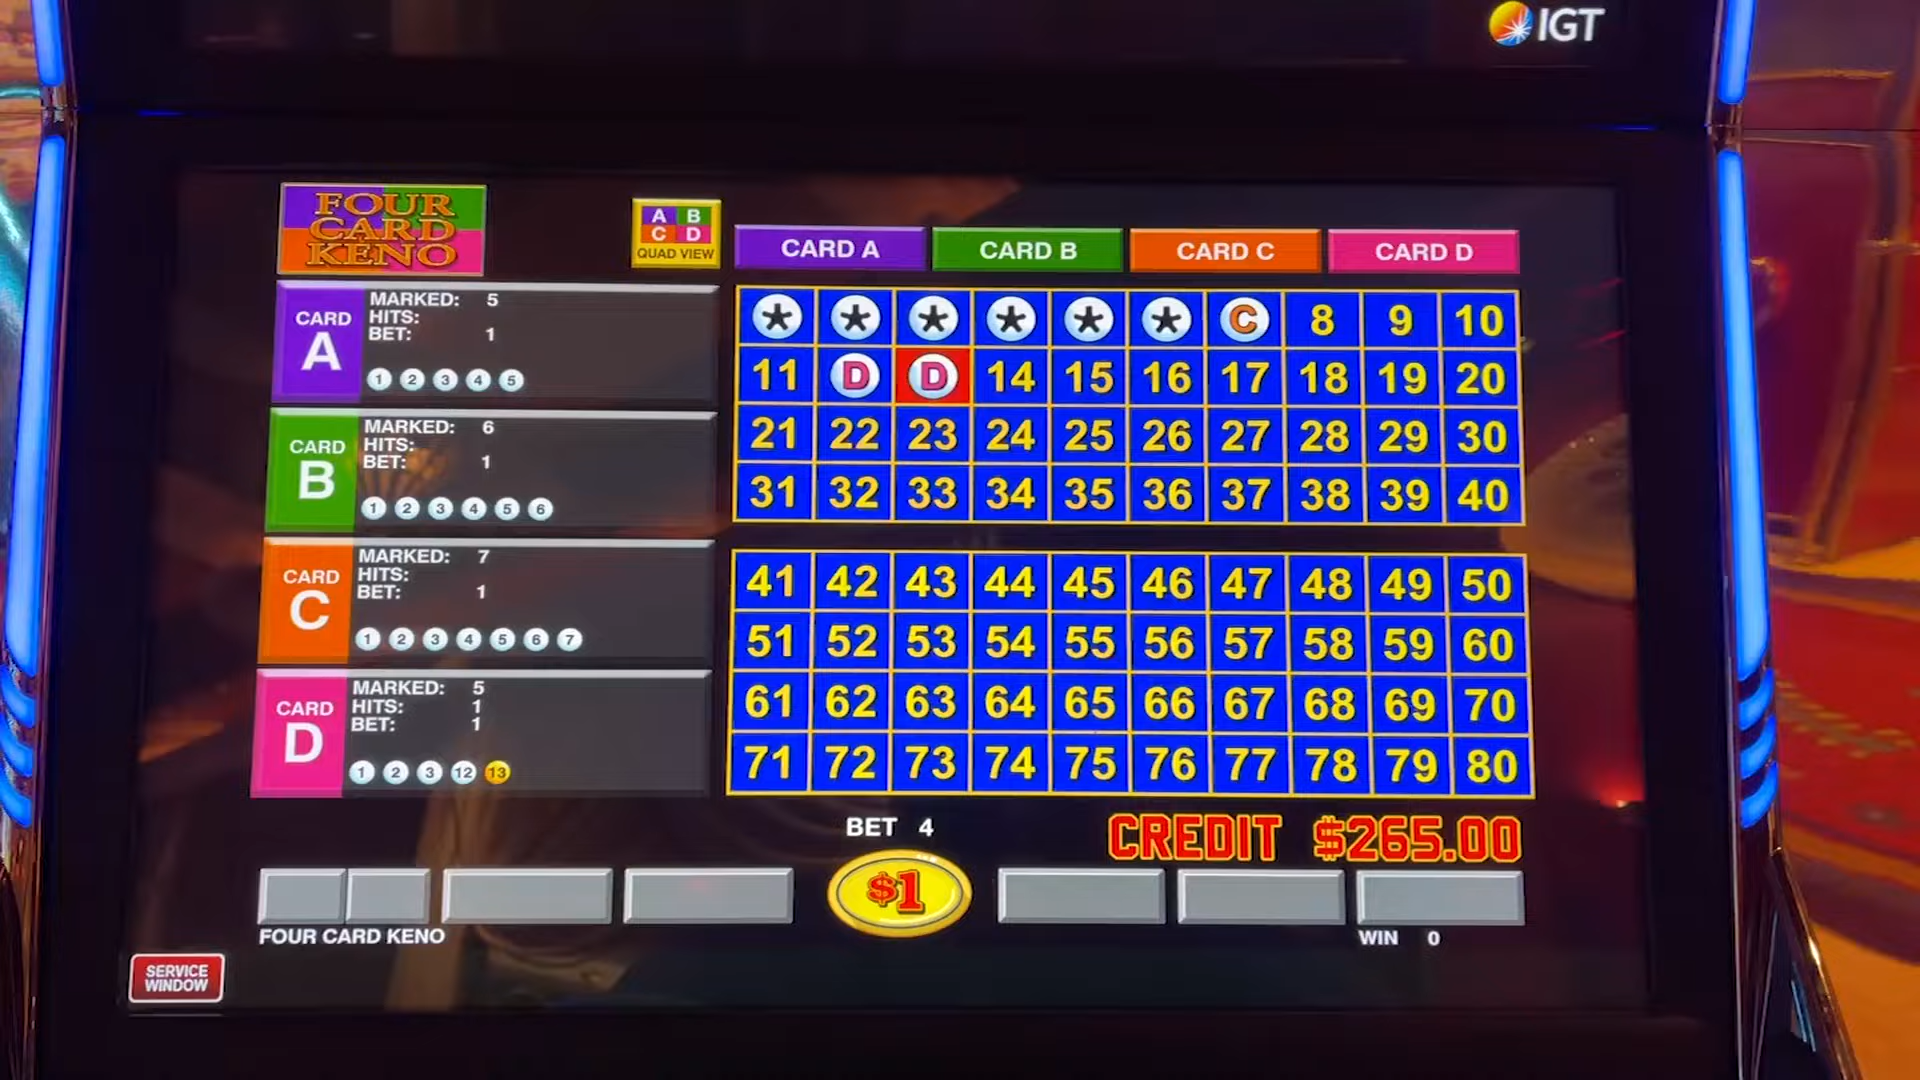 IGT
FOUR
CARD
KENO
A B
C D
QUAD VIEW
CARD A CARD B CARD C CARD D
CARD
A
MARKED: 5
HITS:
BET: 1
1 2 3 4 5
CARD
B
MARKED: 6
HITS:
BET: 1
1 2 3 4 5 6
CARD
C
MARKED: 7
HITS:
BET: 1
1 2 3 4 5 6 7
CARD
D
MARKED: 5
HITS: 1
BET: 1
1 2 3 12 13
* * * * * * C 8 9 10
11 D D 14 15 16 17 18 19 20
21 22 23 24 25 26 27 28 29 30
31 32 33 34 35 36 37 38 39 40
41 42 43 44 45 46 47 48 49 50
51 52 53 54 55 56 57 58 59 60
61 62 63 64 65 66 67 68 69 70
71 72 73 74 75 76 77 78 79 80
BET 4
CREDIT $265.00
$1
FOUR CARD KENO
WIN 0
SERVICE
WINDOW